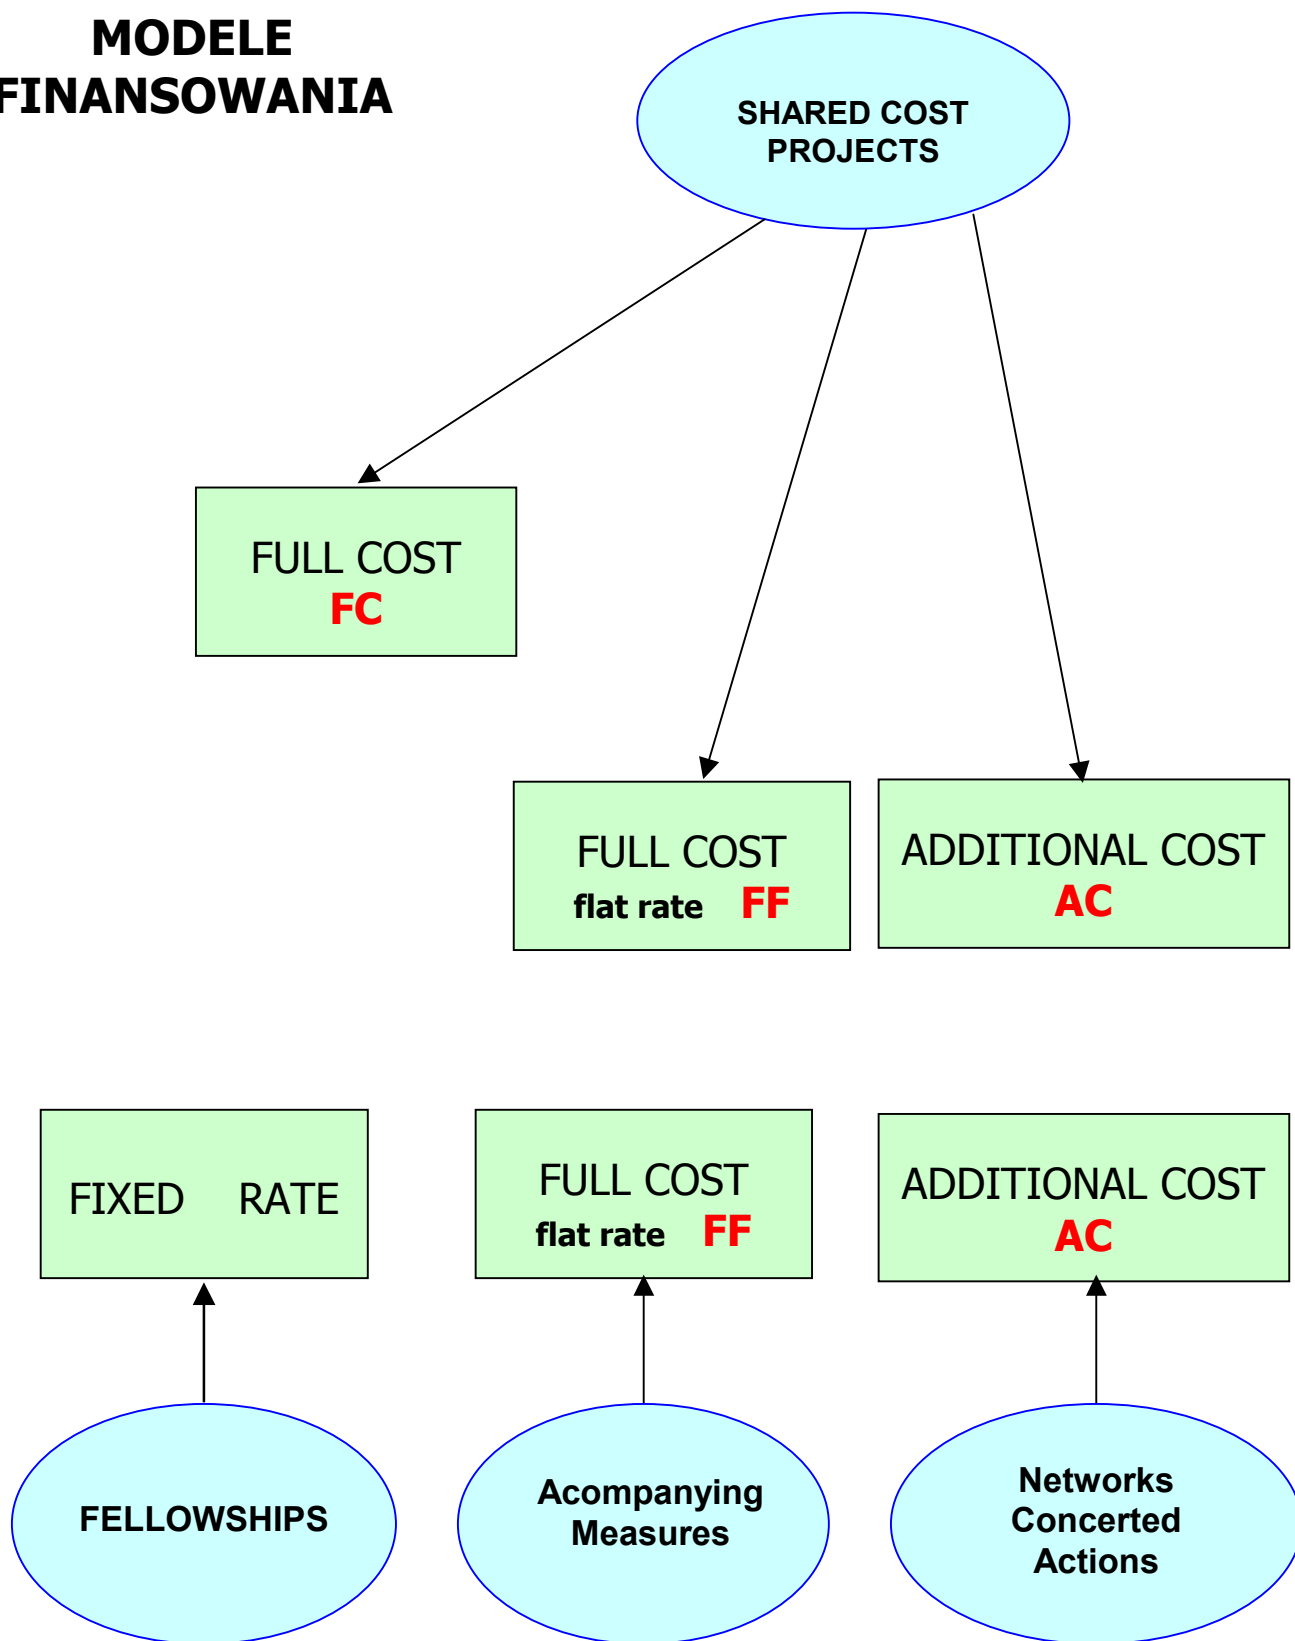 MODELE
FINANSOWANIA
SHARED COST
PROJECTS
FULL COST
FC
FULL COST
flat rate FF
ADDITIONAL COST
AC
FIXED RATE
FULL COST
flat rate FF
ADDITIONAL COST
AC
FELLOWSHIPS
Acompanying
Measures
Networks
Concerted
Actions